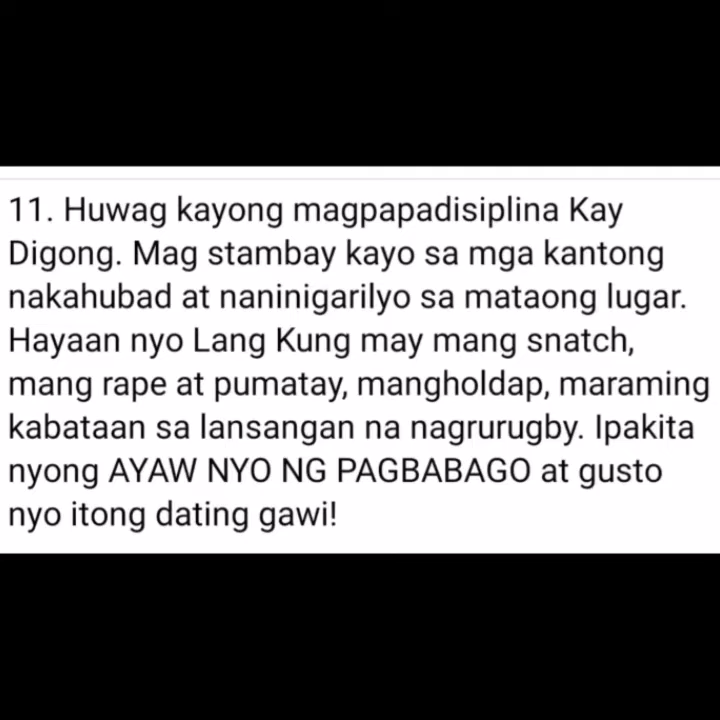 11. Huwag kayong magpapadisiplina Kay
Digong. Mag stambay kayo sa mga kantong
nakahubad at naninigarilyo sa mataong lugar.
Hayaan nyo Lang Kung may mang snatch,
mang rape at pumatay, mangholdap, maraming
kabataan sa lansangan na nagrurugby. Ipakita
nyong AYAW NYO NG PAGBABAGO at gusto
nyo itong dating gawi!